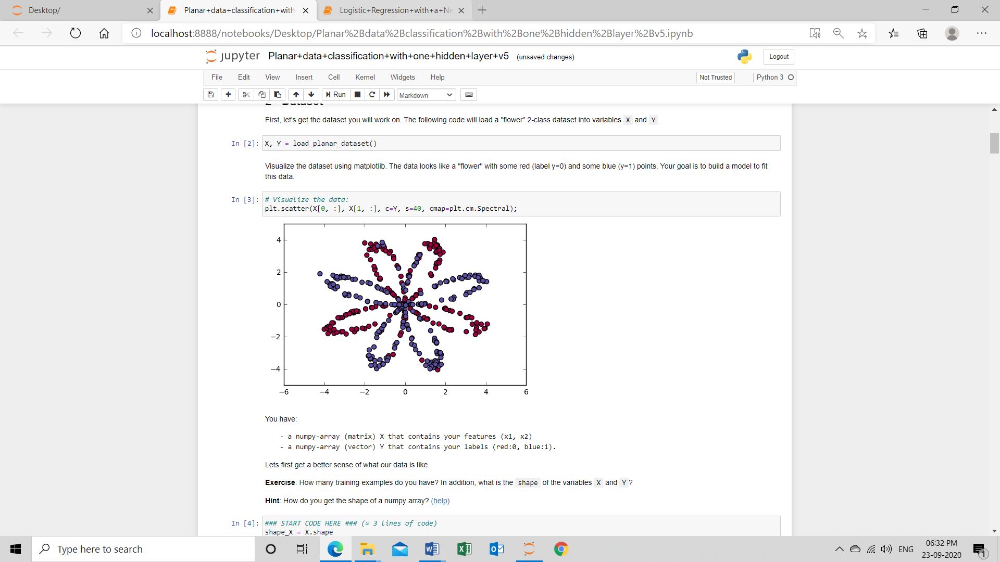 Desktop/
Planar+data+classification+with
Logistic+Regression+with+a+Ne
localhost:8888/notebooks/Desktop/Planar%2Bdata%2Bclassification%2Bwith%2Bone%2Bhidden%2Blayer%2Bv5.ipynb
jupyter Planar+data+classification+with+one+hidden+layer+v5 (unsaved changes)
Logout
File Edit View Insert Cell Kernel Widgets Help
Not Trusted
Python 3
Run
Markdown
2 - Dataset
First, let's get the dataset you will work on. The following code will load a "flower" 2-class dataset into variables X and Y.
In [2]: X, Y = load_planar_dataset()
Visualize the dataset using matplotlib. The data looks like a "flower" with some red (label y=0) and some blue (y=1) points. Your goal is to build a model to fit
this data.
In [3]: # Visualize the data:
plt.scatter(X[0, :], X[1, :], c=Y, s=40, cmap=plt.cm.Spectral);
4
2
0
−2
−4
−6 −4 −2 0 2 4 6
You have:
- a numpy-array (matrix) X that contains your features (x1, x2)
- a numpy-array (vector) Y that contains your labels (red:0, blue:1).
Lets first get a better sense of what our data is like.
Exercise: How many training examples do you have? In addition, what is the shape of the variables X and Y?
Hint: How do you get the shape of a numpy array? (help)
In [4]: ### START CODE HERE ### (≈ 3 lines of code)
shape_X = X.shape
Type here to search
ENG
06:32 PM
23-09-2020
1